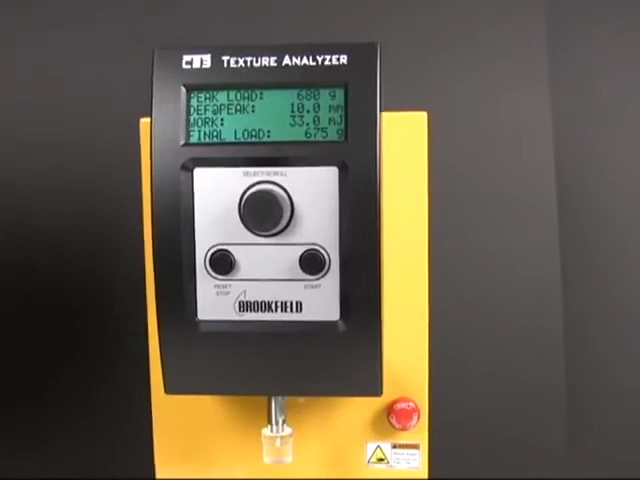 CT3 TEXTURE ANALYZER
PEAK LOAD: 680 g
DEF@PEAK: 10.0 mm
WORK: 33.0 mJ
FINAL LOAD: 675 g
SELECT/SCROLL
RESET START
STOP
BROOKFIELD